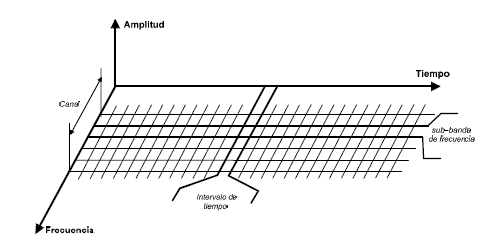 Amplitud
Tiempo
Canal
sub-banda
de frecuencia
Intervalo de
tiempo
Frecuencia